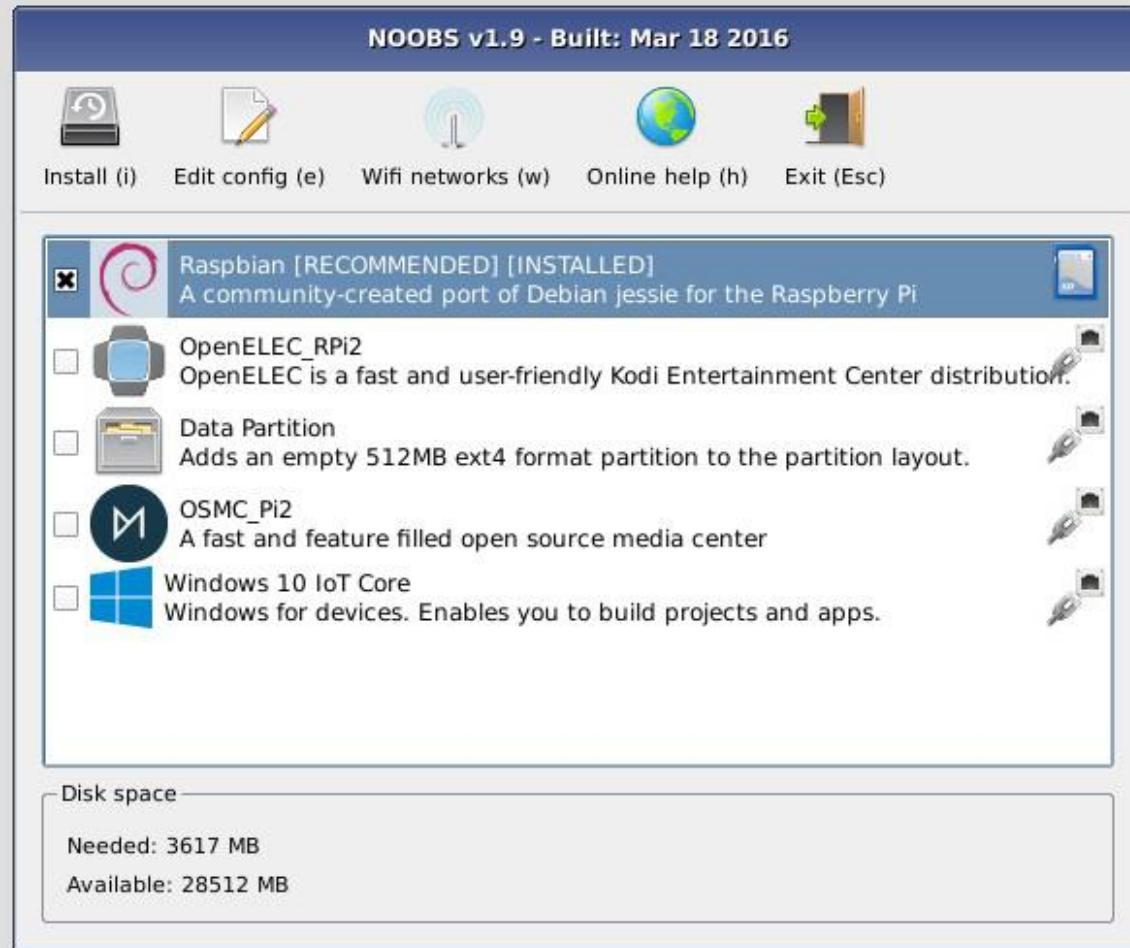 NOOBS v1.9 - Built: Mar 18 2016
Install (i) Edit config (e) Wifi networks (w) Online help (h) Exit (Esc)
Raspbian [RECOMMENDED] [INSTALLED]
A community-created port of Debian jessie for the Raspberry Pi
OpenELEC_RPi2
OpenELEC is a fast and user-friendly Kodi Entertainment Center distribution.
Data Partition
Adds an empty 512MB ext4 format partition to the partition layout.
OSMC_Pi2
A fast and feature filled open source media center
Windows 10 IoT Core
Windows for devices. Enables you to build projects and apps.
Disk space
Needed: 3617 MB
Available: 28512 MB